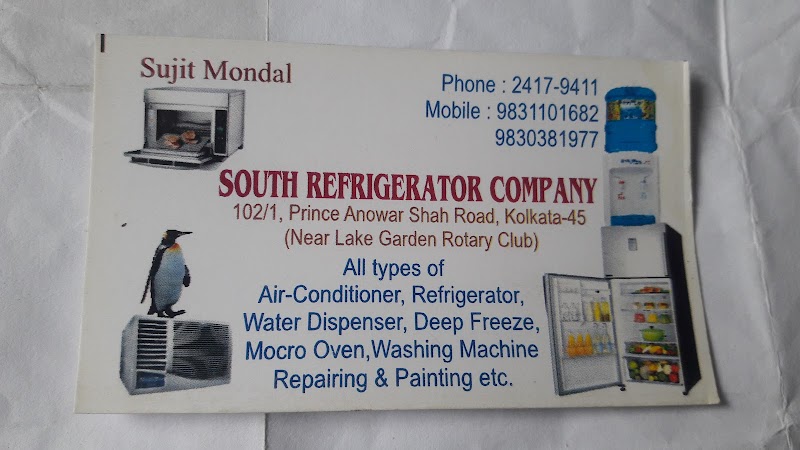 Sujit Mondal
Phone : 2417-9411
Mobile : 9831101682
9830381977
SOUTH REFRIGERATOR COMPANY
102/1, Prince Anowar Shah Road, Kolkata-45
(Near Lake Garden Rotary Club)
All types of
Air-Conditioner, Refrigerator,
Water Dispenser, Deep Freeze,
Mocro Oven,Washing Machine
Repairing & Painting etc.